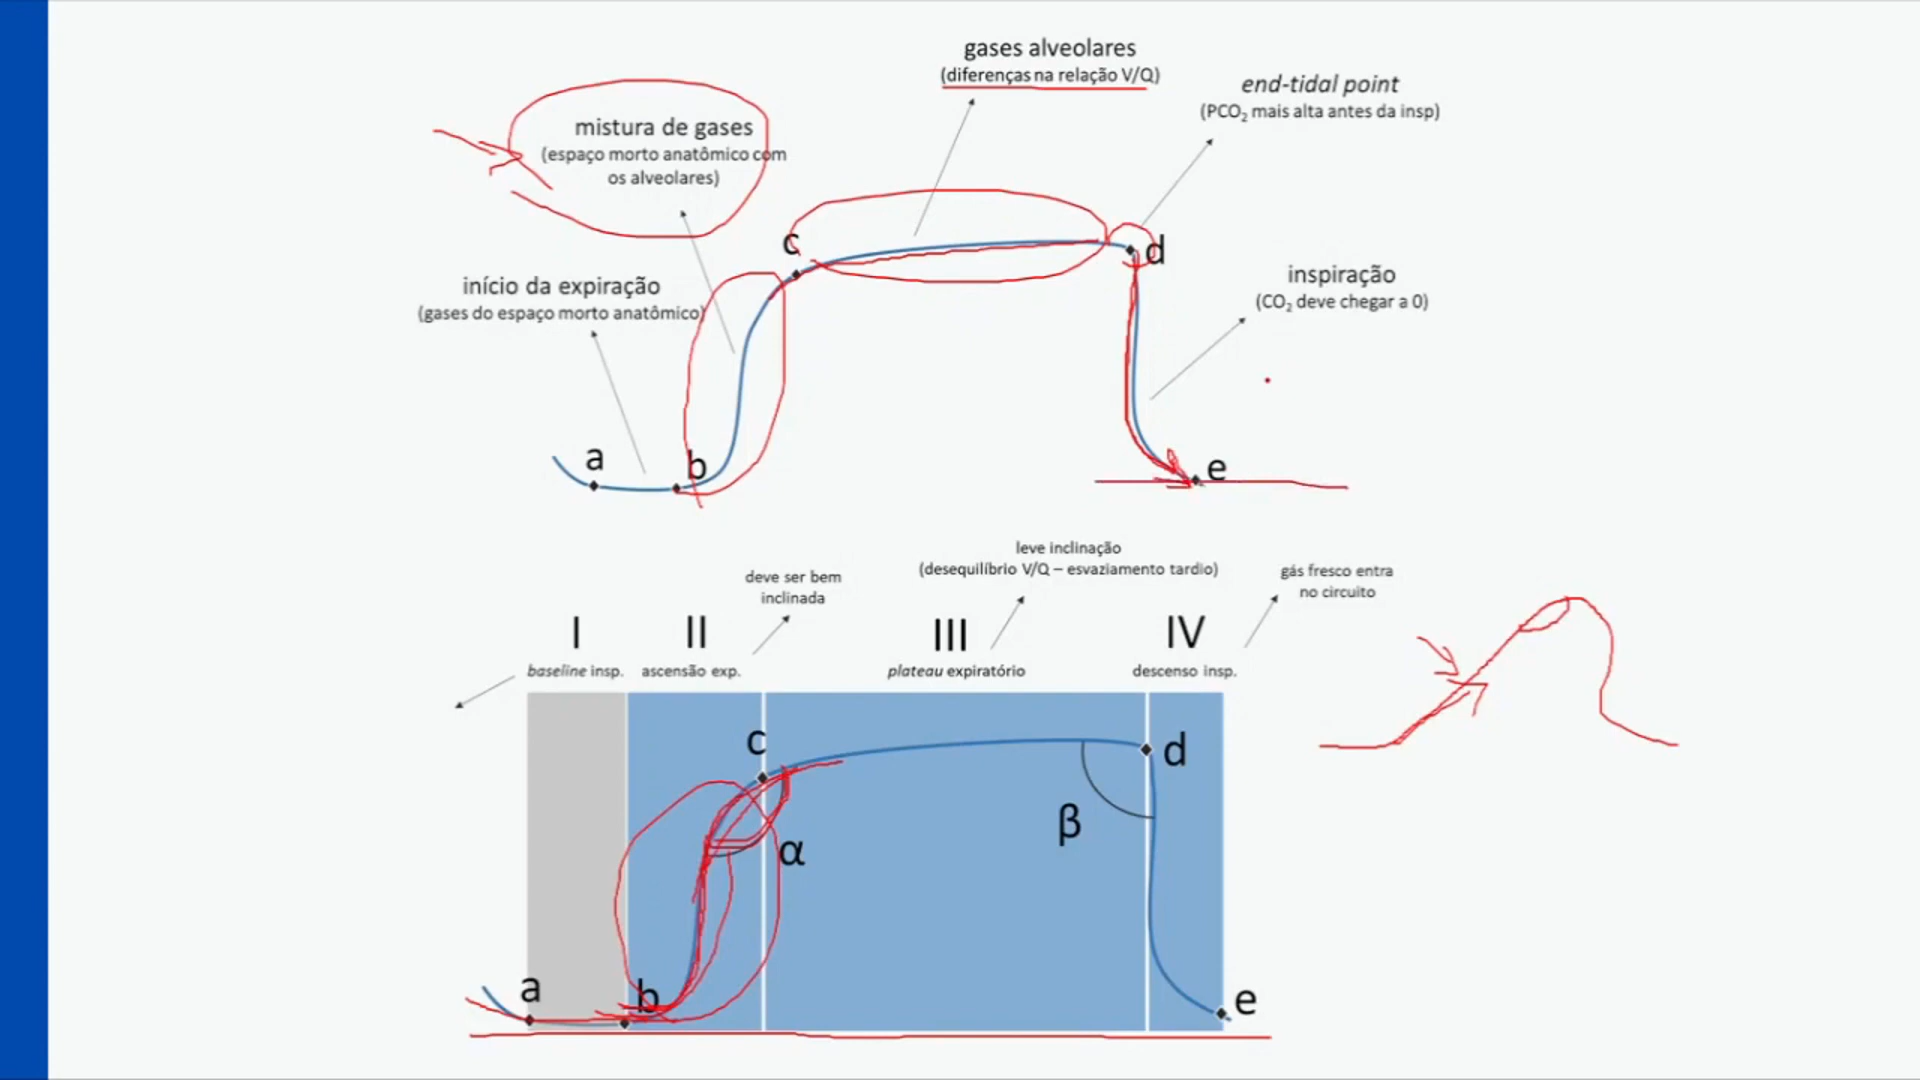 gases alveolares
(diferenças na relação V/Q)
end-tidal point
(PCO₂ mais alta antes da insp)
mistura de gases
(espaço morto anatômico com
os alveolares)
c
d
início da expiração
(gases do espaço morto anatômico)
inspiração
(CO₂ deve chegar a 0)
a
b
e
leve inclinação
(desequilíbrio V/Q – esvaziamento tardio)
deve ser bem
inclinada
gás fresco entra
no circuito
I
II
III
IV
baseline insp.
ascensão exp.
plateau expiratório
descenso insp.
c
d
β
α
a
b
e